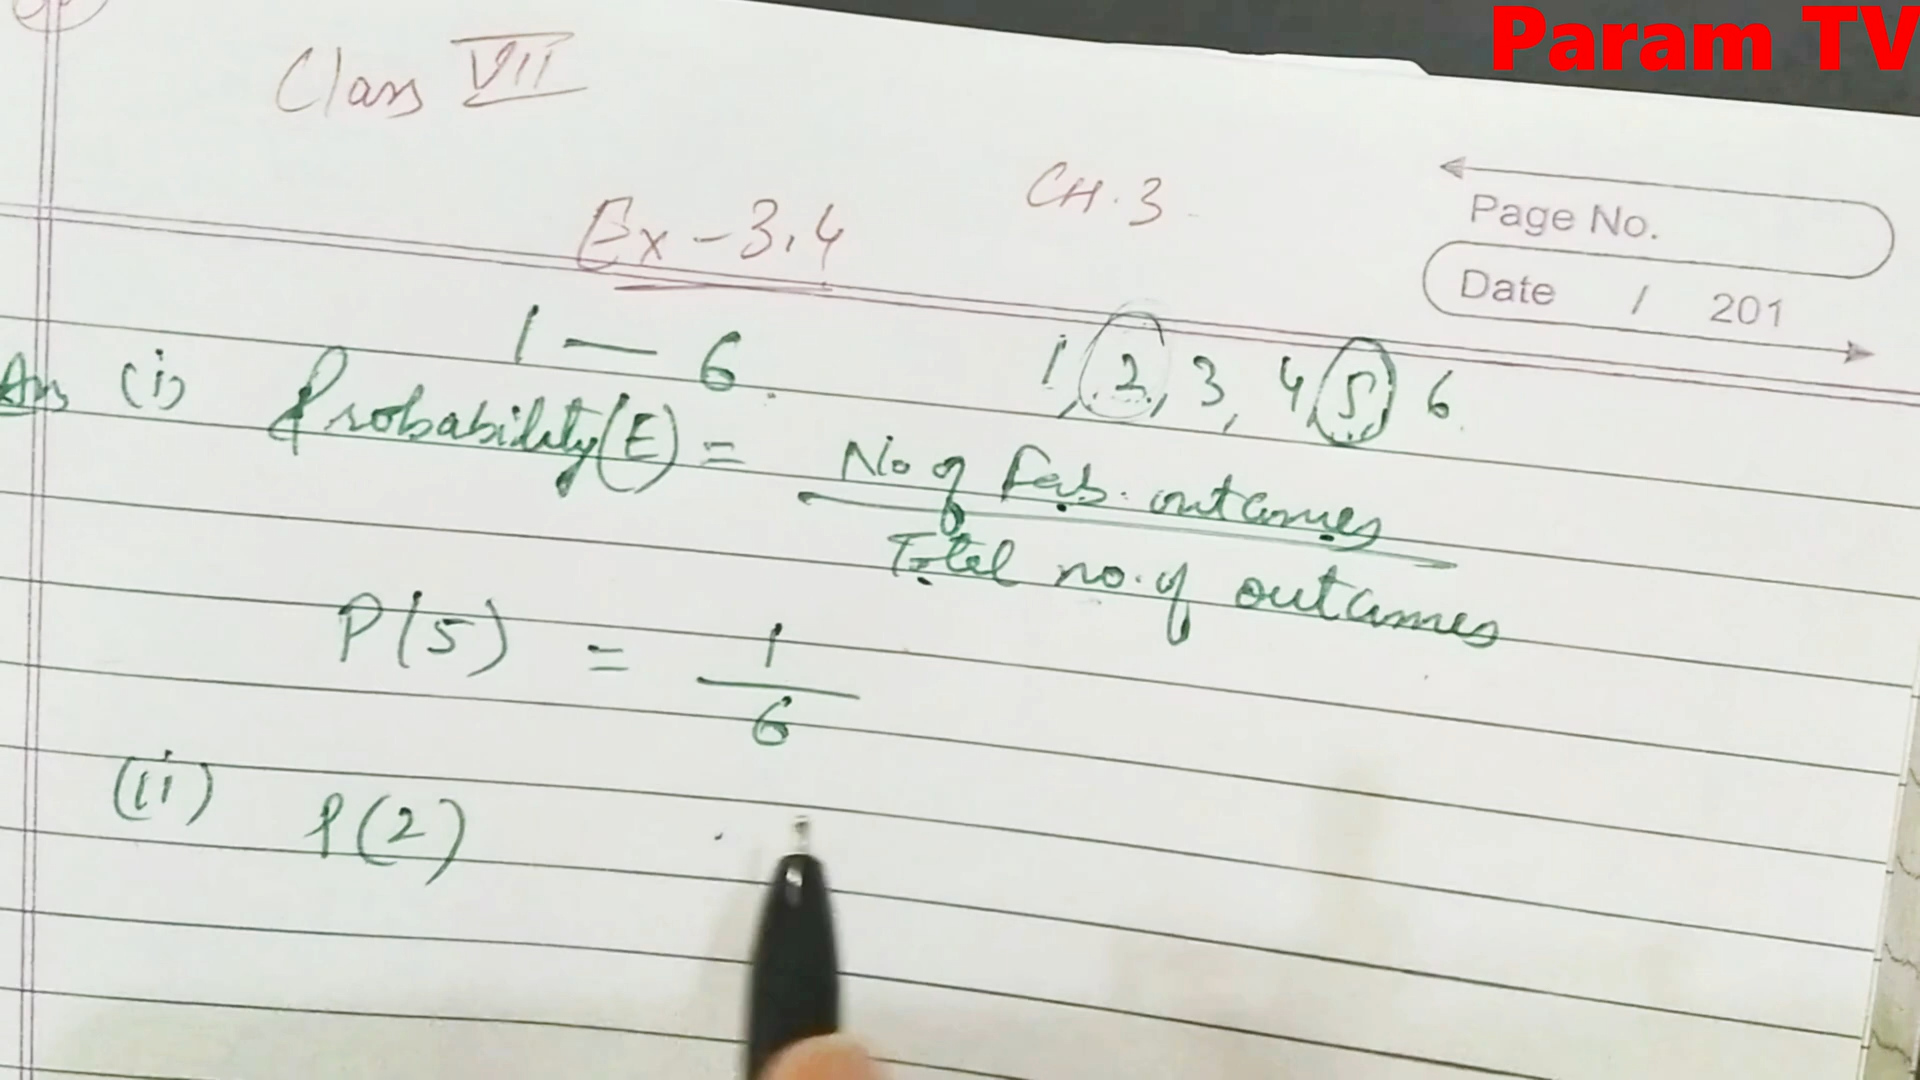 Param TV
Class VII
CH.3
Page No.
Ex-3.4
Date / 201
1 — 6
1, 2, 3, 4, 5, 6.
Ans (i) Probability(E) = No of Fab. outcomes
Total no. of outcomes
P(5) = 1
6
(ii) P(2)